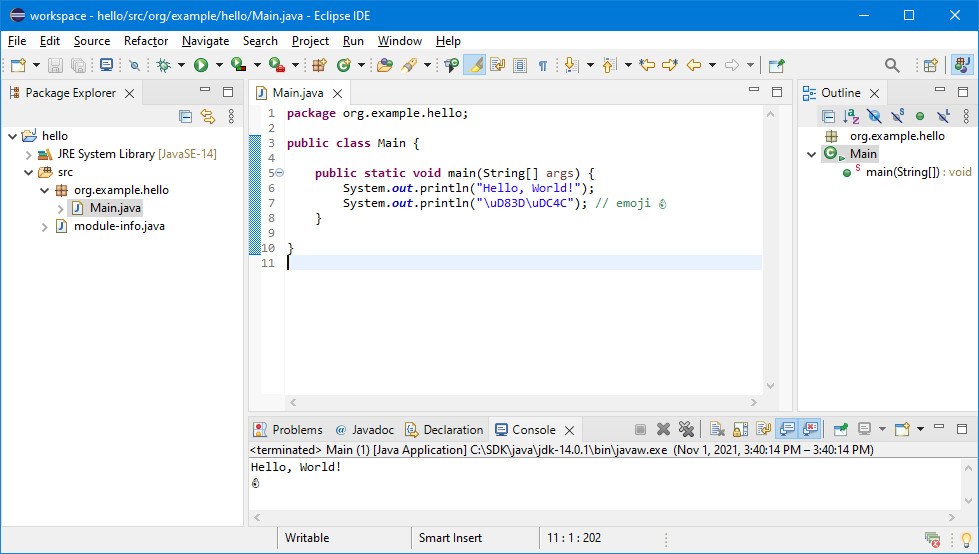 workspace - hello/src/org/example/hello/Main.java - Eclipse IDE
File Edit Source Refactor Navigate Search Project Run Window Help
Package Explorer
hello
JRE System Library [JavaSE-14]
src
org.example.hello
Main.java
module-info.java
Main.java
1 package org.example.hello;
2
3 public class Main {
4
5 public static void main(String[] args) {
6 System.out.println("Hello, World!");
7 System.out.println("\uD83D\uDC4C"); // emoji 👌
8 }
9
10 }
11
Outline
org.example.hello
Main
main(String[]) : void
Problems @ Javadoc Declaration Console
<terminated> Main (1) [Java Application] C:\SDK\java\jdk-14.0.1\bin\javaw.exe (Nov 1, 2021, 3:40:14 PM – 3:40:14 PM)
Hello, World!
👌
Writable Smart Insert 11 : 1 : 202